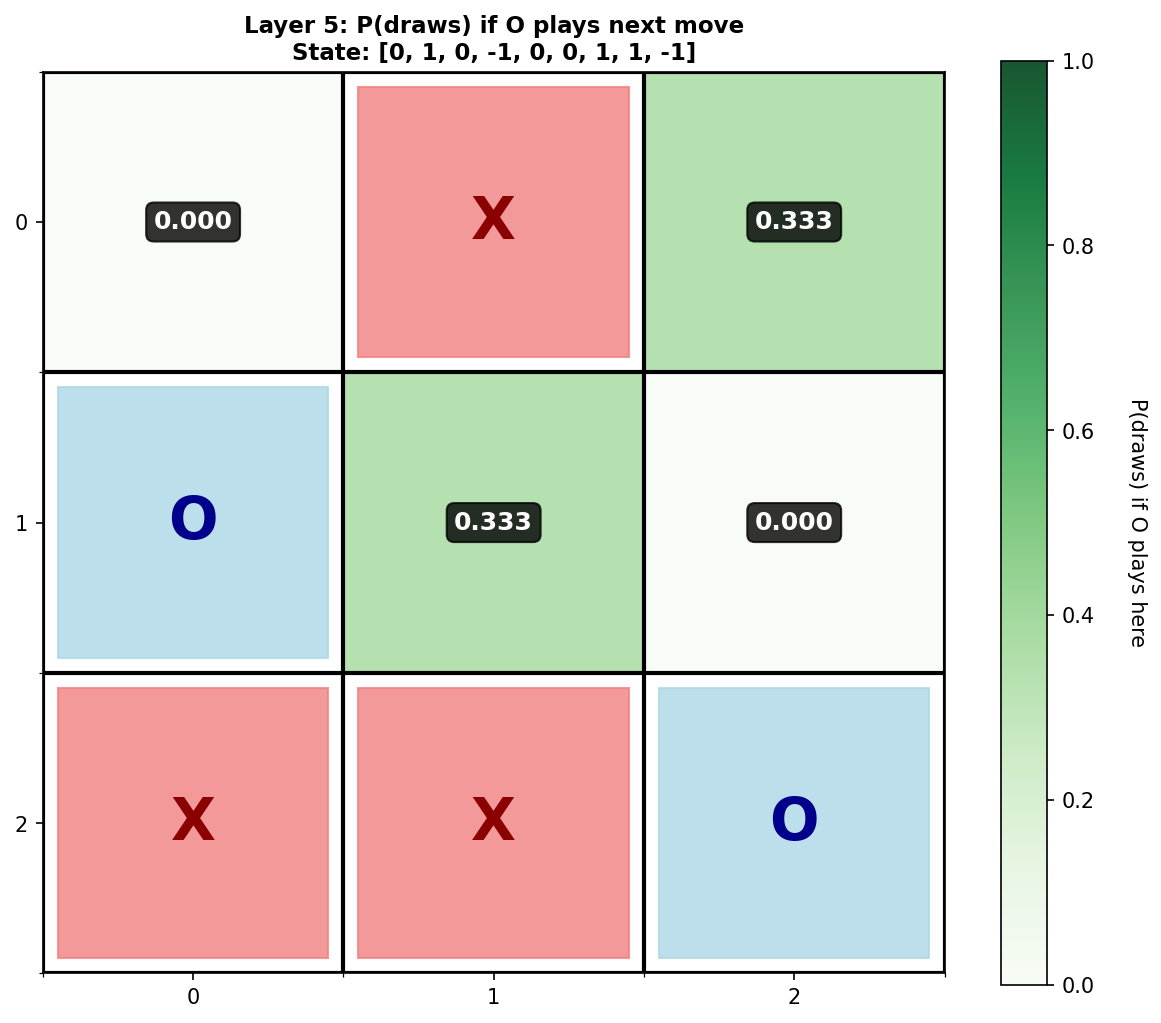 Layer 5: P(draws) if O plays next move
State: [0, 1, 0, -1, 0, 0, 1, 1, -1]
0.000 X 0.333
O 0.333 0.000
X X O
0
1
2
0 1 2
1.0
0.8
0.6
0.4
0.2
0.0
P(draws) if O plays here